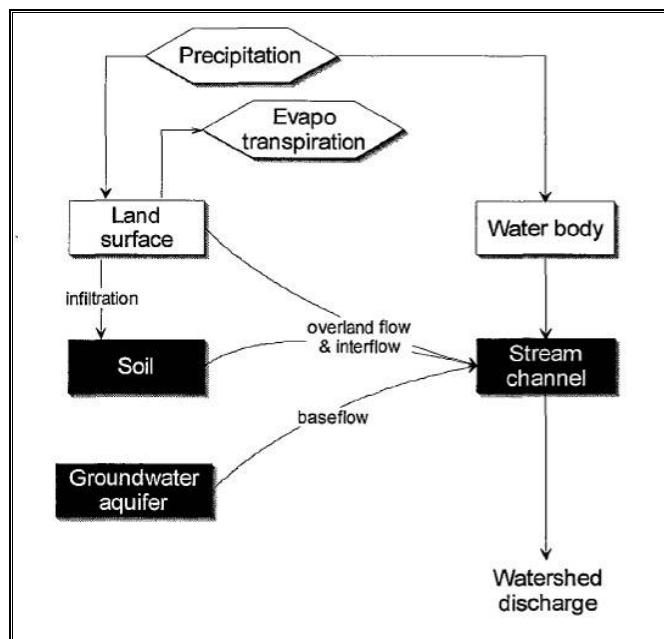 Precipitation
Evapo
transpiration
Land
surface
Water body
infiltration
overland flow
& interflow
Soil
Stream
channel
baseflow
Groundwater
aquifer
Watershed
discharge